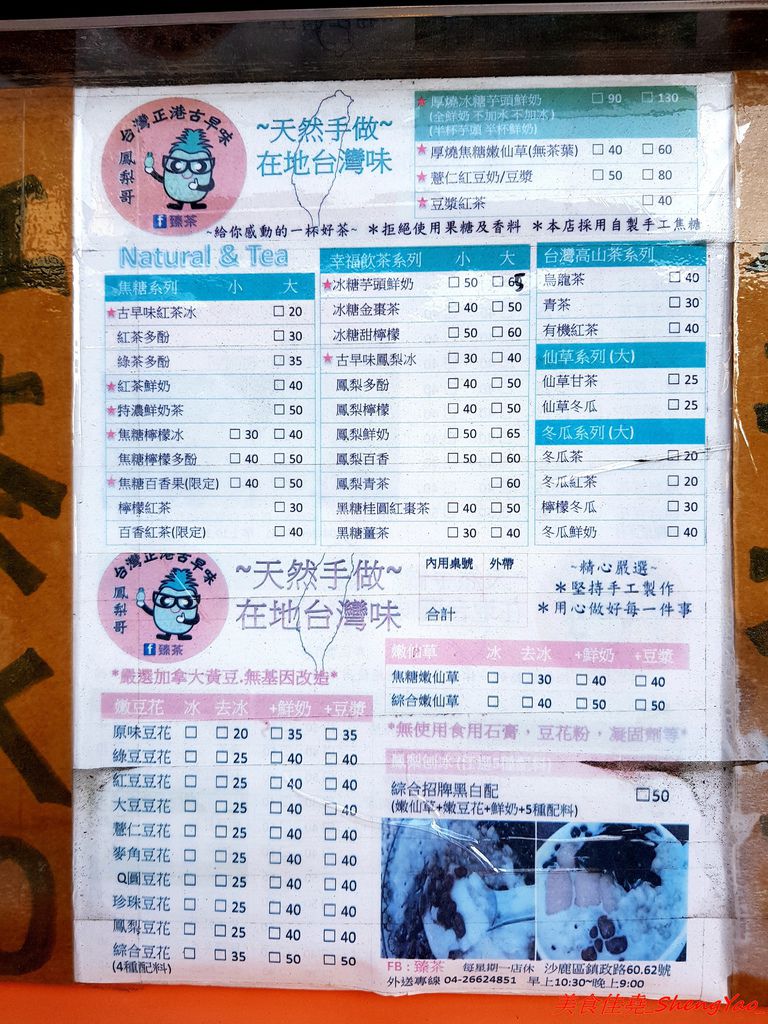 台灣正港古早味
鳳梨哥
f 臻茶
~天然手做~
在地台灣味
★厚燒冰糖芋頭鮮奶 □ 90 □ 130
(全鮮奶 不加水 不加冰)
(半杯芋頭 半杯鮮奶)
★厚燒焦糖嫩仙草(無茶葉) □ 40 □ 60
★薏仁紅豆奶/豆漿 □ 50 □ 80
★豆漿紅茶 □ 40
~給你感動的一杯好茶~ *拒絕使用果糖及香料 *本店採用自製手工焦糖
Natural & Tea
焦糖系列 小 大
★古早味紅茶冰 □ 20
紅茶多酚 □ 30
綠茶多酚 □ 35
★紅茶鮮奶 □ 40
★特濃鮮奶茶 □ 50
★焦糖檸檬冰 □ 30 □ 40
焦糖檸檬多酚 □ 40 □ 50
★焦糖百香果(限定) □ 40 □ 50
檸檬紅茶 □ 30
百香紅茶(限定) □ 40
幸福飲茶系列 小 大
★冰糖芋頭鮮奶 □ 50 □ 65
冰糖金棗茶 □ 40 □ 50
冰糖甜檸檬 □ 50 □ 60
★古早味鳳梨冰 □ 30 □ 40
鳳梨多酚 □ 40 □ 50
鳳梨檸檬 □ 40 □ 50
鳳梨鮮奶 □ 50 □ 65
鳳梨百香 □ 50 □ 60
鳳梨青茶 □ 60
黑糖桂圓紅棗茶 □ 40 □ 50
黑糖薑茶 □ 30 □ 40
台灣高山茶系列
烏龍茶 □ 40
青茶 □ 30
有機紅茶 □ 40
仙草系列 (大)
仙草甘茶 □ 25
仙草冬瓜 □ 25
冬瓜系列 (大)
冬瓜茶 □ 20
冬瓜紅茶 □ 20
檸檬冬瓜 □ 30
冬瓜鮮奶 □ 40
台灣正港古早味
鳳梨哥
f 臻茶
~天然手做~
在地台灣味
內用桌號 外帶
合計
~精心嚴選~
*堅持手工製作
*用心做好每一件事
*嚴選加拿大黃豆.無基因改造*
嫩豆花 冰 去冰 +鮮奶 +豆漿
原味豆花 □ □ 20 □ 35 □ 35
綠豆豆花 □ □ 25 □ 40 □ 40
紅豆豆花 □ □ 25 □ 40 □ 40
大豆豆花 □ □ 25 □ 40 □ 40
薏仁豆花 □ □ 25 □ 40 □ 40
麥角豆花 □ □ 25 □ 40 □ 40
Q圓豆花 □ □ 25 □ 40 □ 40
珍珠豆花 □ □ 25 □ 40 □ 40
鳳梨豆花 □ □ 25 □ 40 □ 40
綜合豆花 □ □ 35 □ 50 □ 50
(4種配料)
嫩仙草 冰 去冰 +鮮奶 +豆漿
焦糖嫩仙草 □ □ 30 □ 40 □ 40
綜合嫩仙草 □ □ 40 □ 50 □ 50
*無使用食用石膏，豆花粉，凝固劑等*
綜合招牌黑白配 □50
(嫩仙草+嫩豆花+鮮奶+5種配料)
FB：臻茶 每星期一店休 沙鹿區鎮政路60.62號
外送專線 04-26624851 早上10:30~晚上9:00
美食佳堯_ShengYao